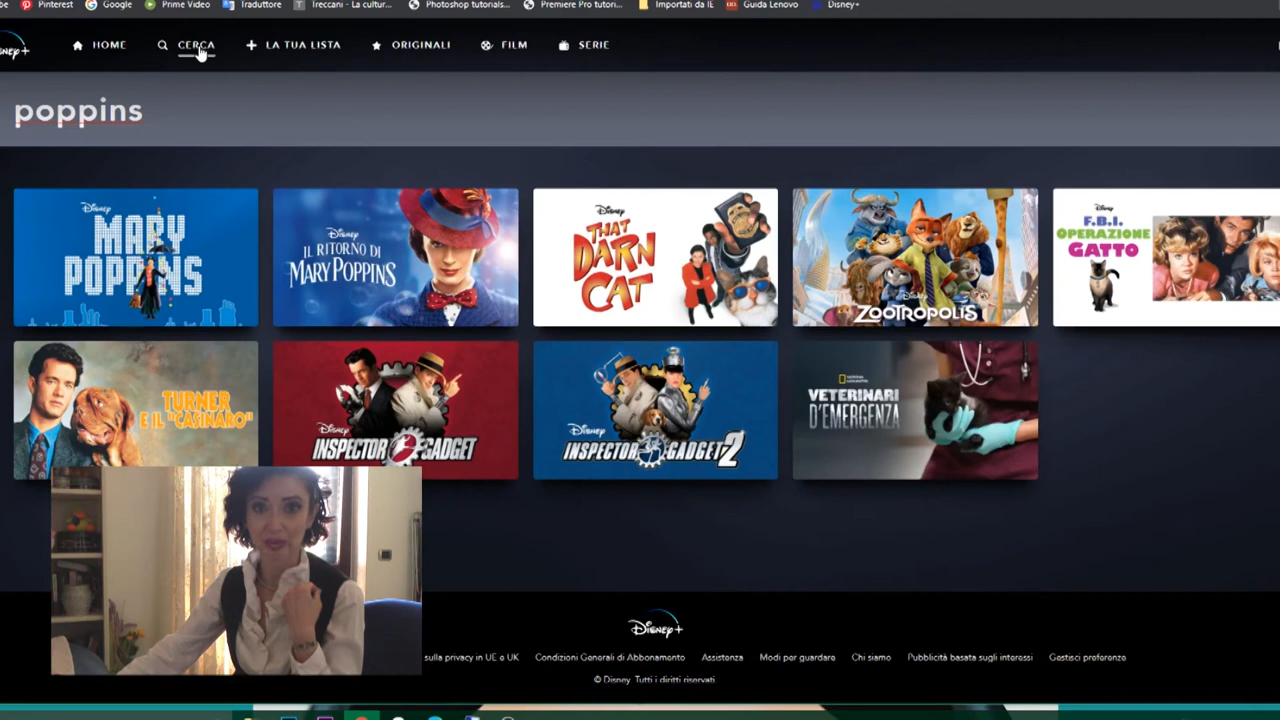 Pinterest Google Prime Video Traduttore Treccani - La cultur... Photoshop tutorials... Premiere Pro tutori... Importati da IE Guida Lenovo Disney+
HOME CERCA LA TUA LISTA ORIGINALI FILM SERIE
poppins
Disney
MARY
POPPINS
Disney
IL RITORNO DI
MARY POPPINS
Disney
THAT
DARN
CAT
Disney
ZOOTROPOLIS
Disney
F.B.I.
OPERAZIONE
GATTO
TURNER
E IL "CASINARO"
Disney
INSPECTOR GADGET
Disney
INSPECTOR GADGET 2
NATIONAL
GEOGRAPHIC
VETERINARI
D'EMERGENZA
Disney+
sulla privacy in UE e UK Condizioni Generali di Abbonamento Assistenza Modi per guardare Chi siamo Pubblicità basata sugli interessi Gestisci preferenze
© Disney. Tutti i diritti riservati.